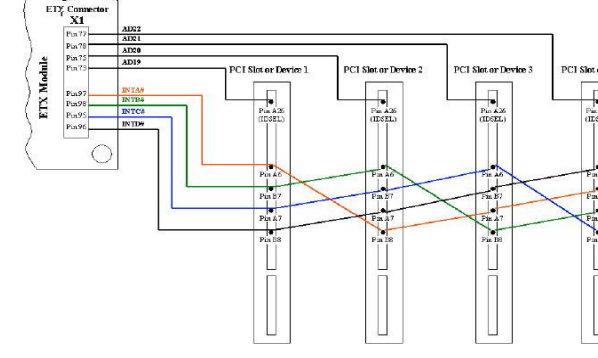 ETX Connector
X1
Pin77
Pin78
Pin75
Pin73
Pin97
Pin98
Pin95
Pin96
ETX Module
AD22
AD21
AD20
AD19
INTA#
INTB#
INTC#
INTD#
PCI Slot or Device 1
PCI Slot or Device 2
PCI Slot or Device 3
PCI Slot
Pin A26
(IDSEL)
Pin A26
(IDSEL)
Pin A26
(IDSEL)
Pin A6
Pin B7
Pin A7
Pin B8
Pin A6
Pin B7
Pin A7
Pin B8
Pin A6
Pin B7
Pin A7
Pin B8